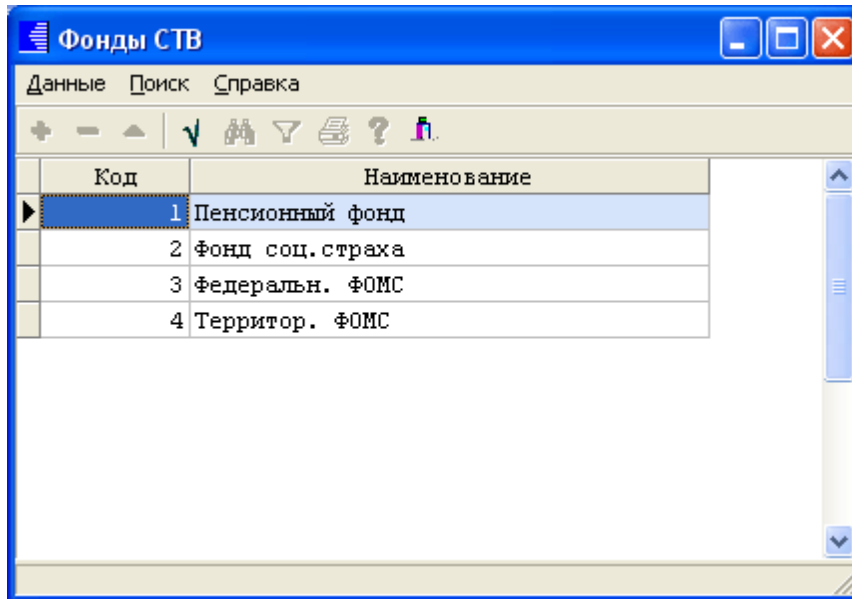 Фонды СТВ
Данные Поиск Справка
Код Наименование
1 Пенсионный фонд
2 Фонд соц.страха
3 Федеральн. ФОМС
4 Территор. ФОМС